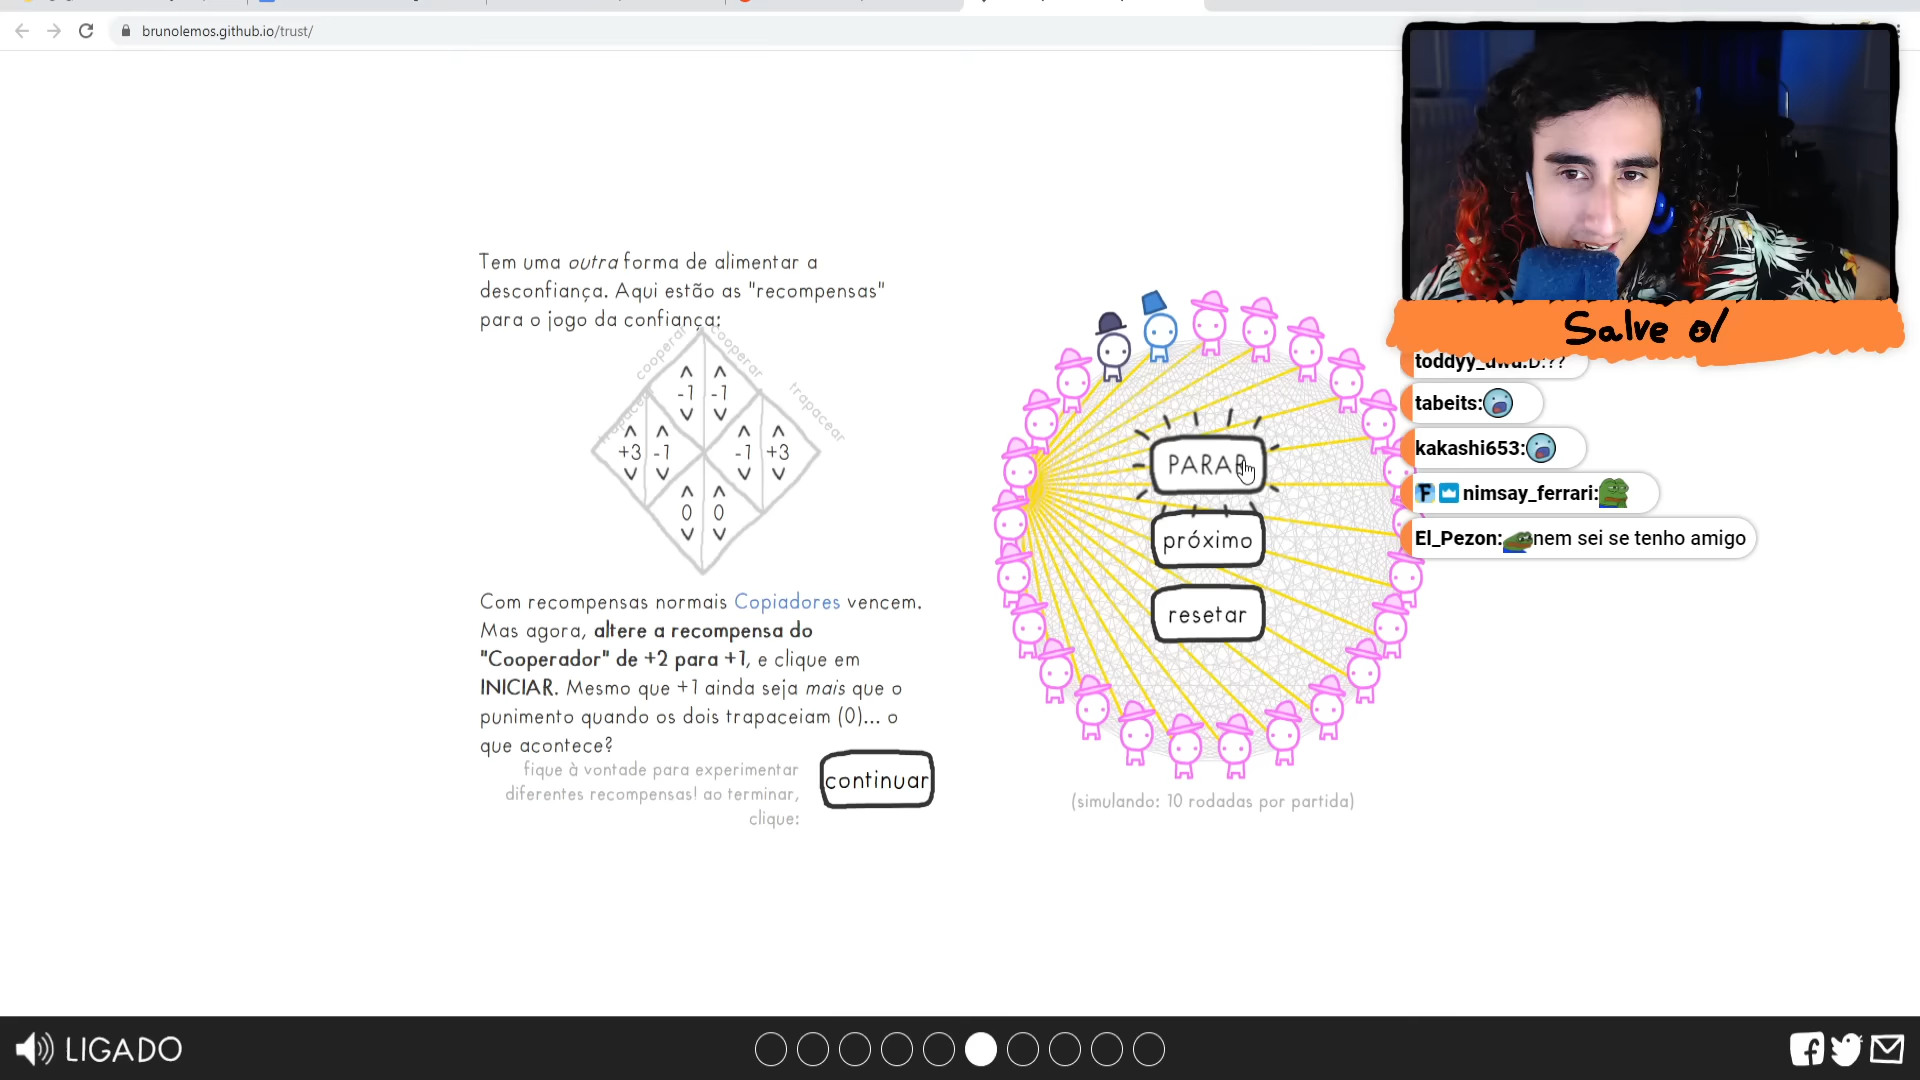 brunolemos.github.io/trust/
Tem uma outra forma de alimentar a
desconfiança. Aqui estão as "recompensas"
para o jogo da confiança:
cooperar
cooperar
trapacear
trapacear
-1 -1
+3 -1
-1 +3
0 0
Com recompensas normais Copiadores vencem.
Mas agora, altere a recompensa do
"Cooperador" de +2 para +1, e clique em
INICIAR. Mesmo que +1 ainda seja mais que o
punimento quando os dois trapaceiam (0)... o
que acontece?
fique à vontade para experimentar
diferentes recompensas! ao terminar,
clique:
continuar
PARAR
próximo
resetar
(simulando: 10 rodadas por partida)
Salve o/
toddyy_uwu:D:??
tabeits:
kakashi653:
nimsay_ferrari:
El_Pezon: nem sei se tenho amigo
LIGADO